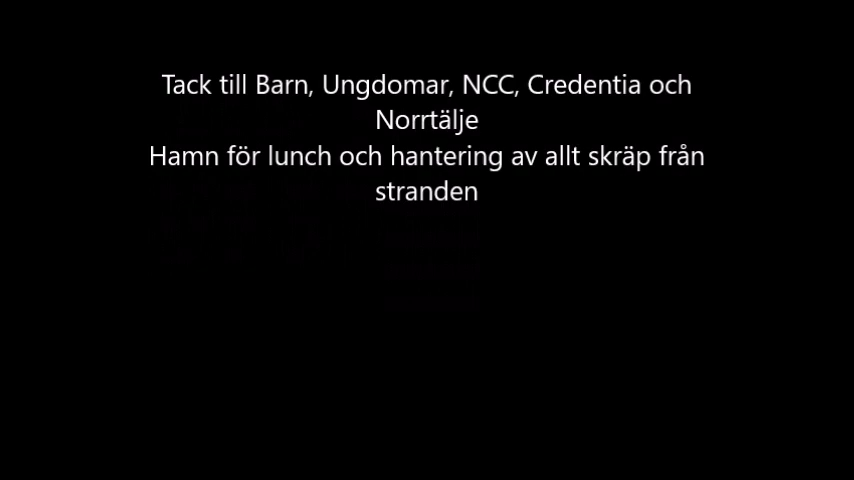 Tack till Barn, Ungdomar, NCC, Credentia och
Norrtälje
Hamn för lunch och hantering av allt skräp från
stranden